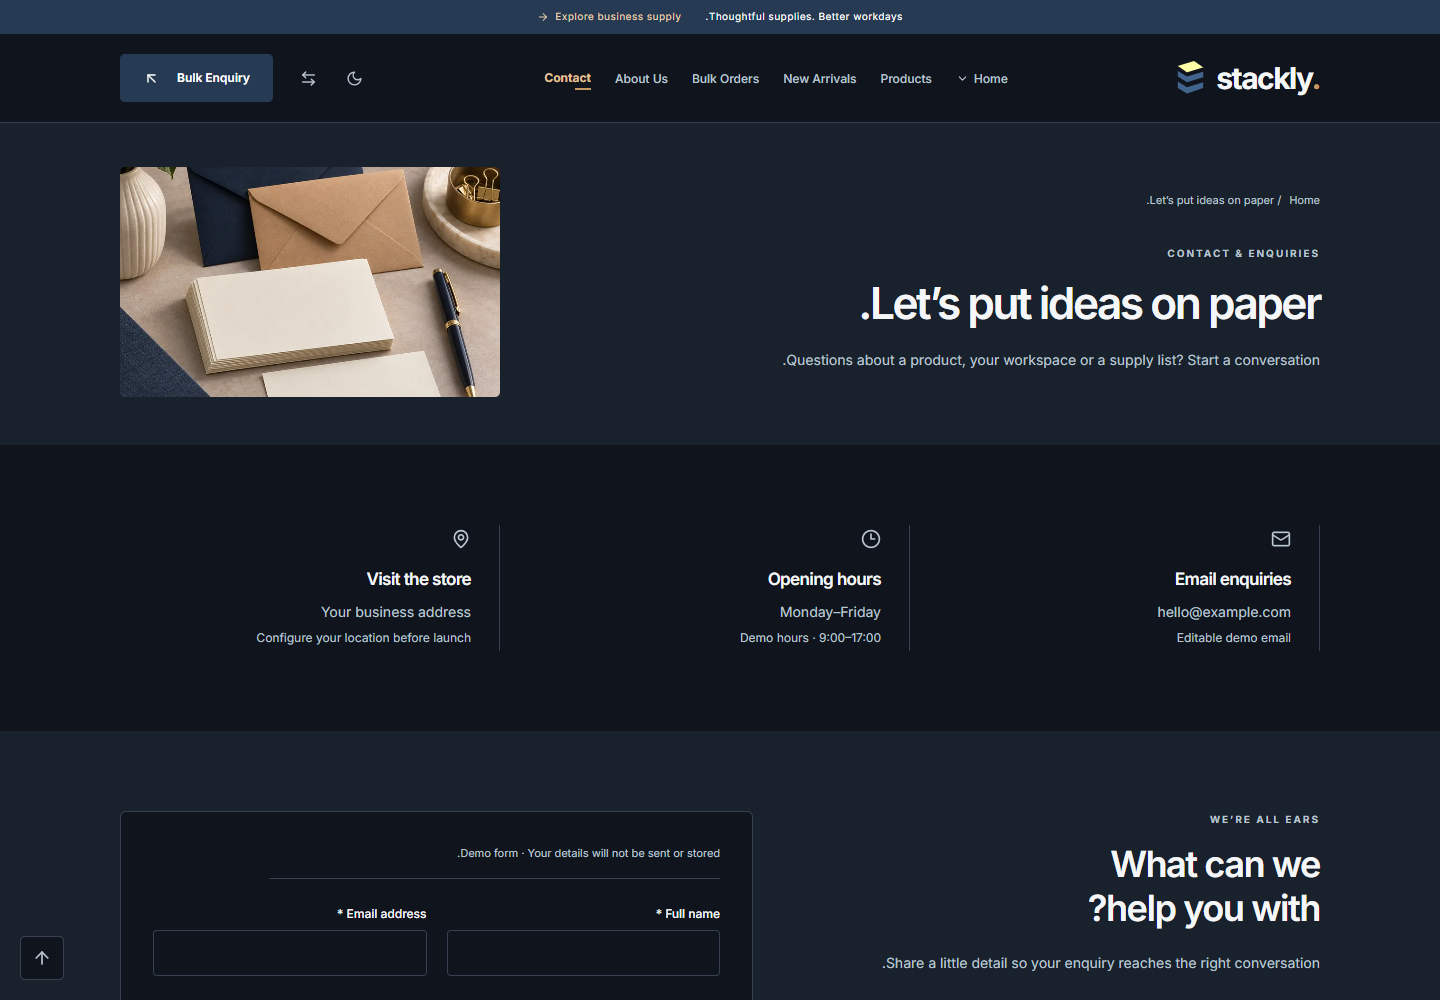 .Thoughtful supplies. Better workdays
Explore business supply
stackly.
Home
Products
New Arrivals
Bulk Orders
About Us
Contact
Bulk Enquiry
Home / .Let's put ideas on paper
CONTACT & ENQUIRIES
.Let's put ideas on paper
.Questions about a product, your workspace or a supply list? Start a conversation
Email enquiries
hello@example.com
Editable demo email
Opening hours
Monday–Friday
Demo hours · 9:00–17:00
Visit the store
Your business address
Configure your location before launch
WE'RE ALL EARS
What can we
?help you with
.Share a little detail so your enquiry reaches the right conversation
.Demo form · Your details will not be sent or stored
* Full name
* Email address